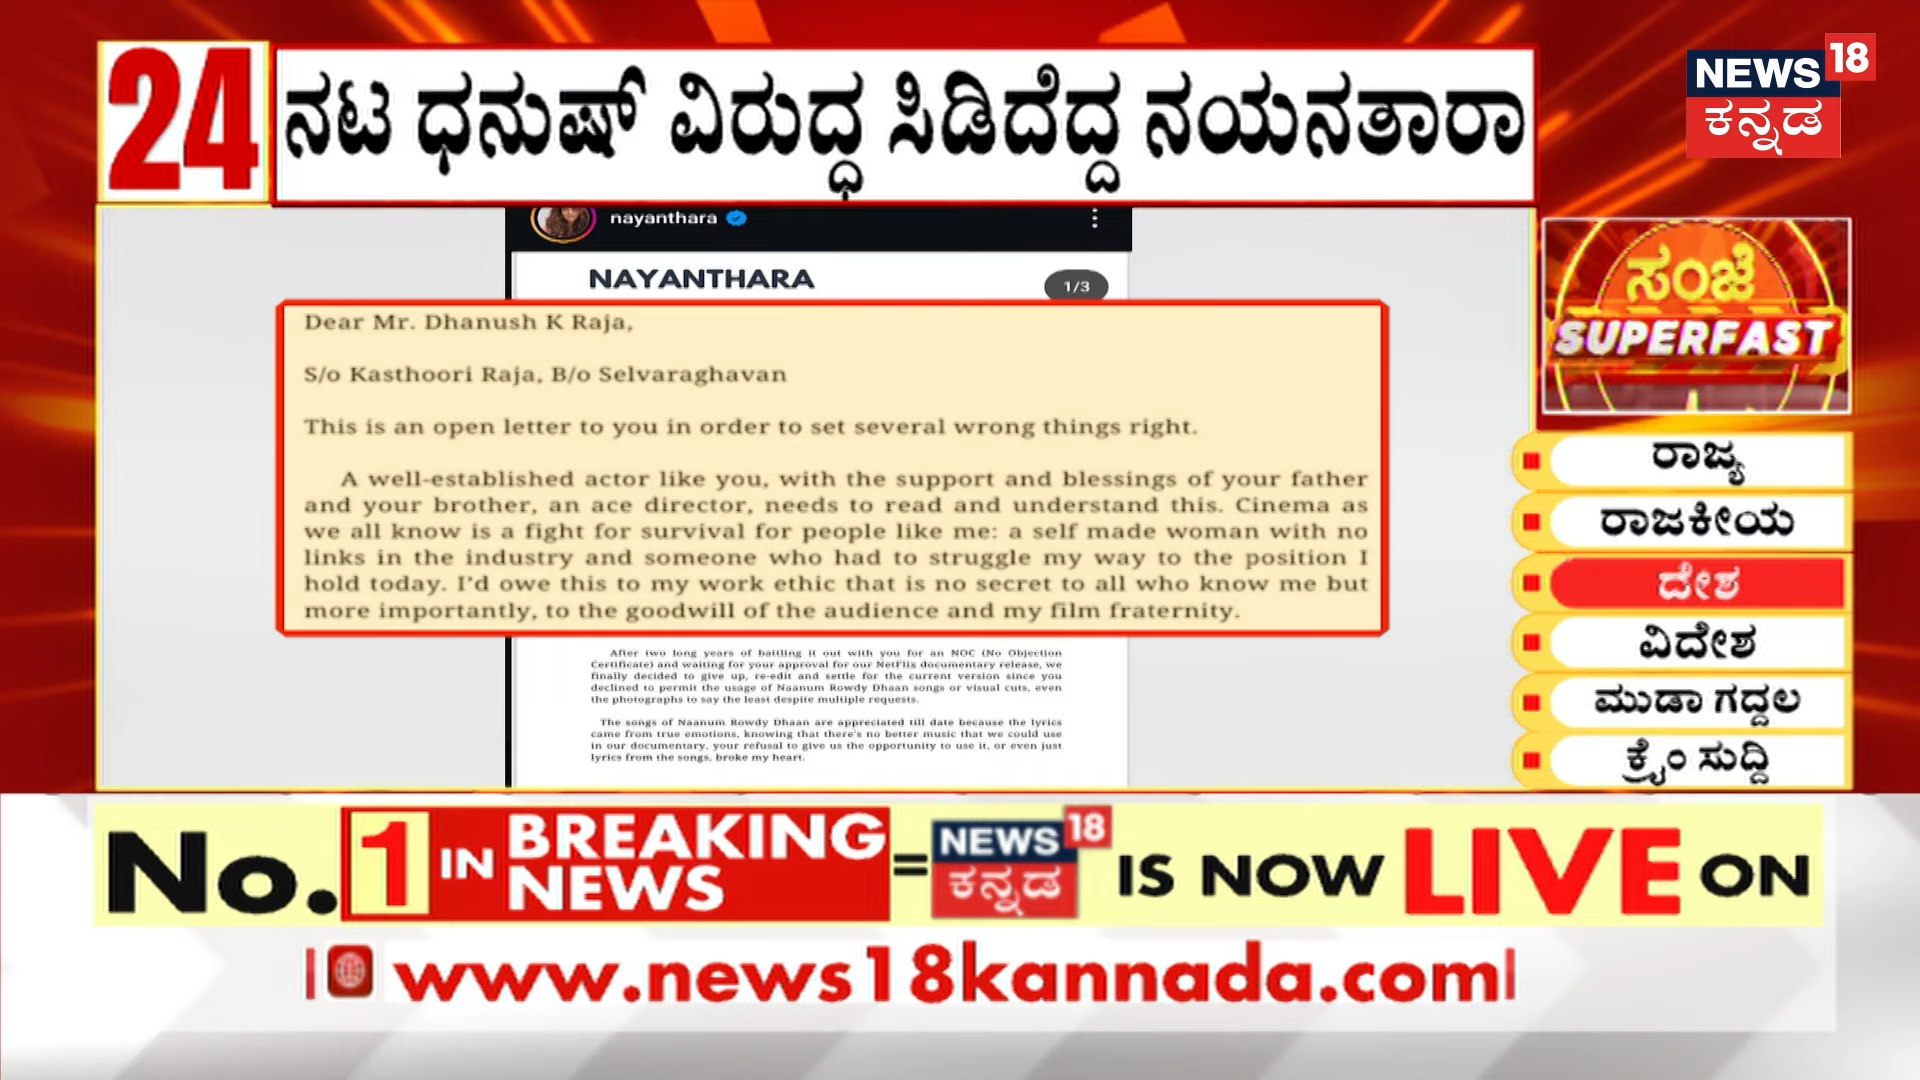 24
ನಟ ಧನುಷ್ ವಿರುದ್ಧ ಸಿಡಿದೆದ್ದ ನಯನತಾರಾ
NEWS 18
ಕನ್ನಡ
nayanthara
NAYANTHARA
1/3
Dear Mr. Dhanush K Raja,
S/o Kasthoori Raja, B/o Selvaraghavan
This is an open letter to you in order to set several wrong things right.
A well-established actor like you, with the support and blessings of your father
and your brother, an ace director, needs to read and understand this. Cinema as
we all know is a fight for survival for people like me: a self made woman with no
links in the industry and someone who had to struggle my way to the position I
hold today. I'd owe this to my work ethic that is no secret to all who know me but
more importantly, to the goodwill of the audience and my film fraternity.
After two long years of battling it out with you for an NOC (No Objection
Certificate) and waiting for your approval for our Netflix documentary release, we
finally decided to give up, re-edit and settle for the current version since you
declined to permit the usage of Naanum Rowdy Dhaan songs or visual cuts, even
the photographs to say the least despite multiple requests.
The songs of Naanum Rowdy Dhaan are appreciated till date because the lyrics
came from true emotions, knowing that there's no better music that we could use
in our documentary, your refusal to give us the opportunity to use it, or even just
lyrics from the songs, broke my heart.
ಸಂಜೆ
SUPERFAST
ರಾಜ್ಯ
ರಾಜಕೀಯ
ದೇಶ
ವಿದೇಶ
ಮುಡಾ ಗದ್ದಲ
ಕ್ರೈಂ ಸುದ್ದಿ
No. 1 IN BREAKING NEWS = NEWS 18 ಕನ್ನಡ IS NOW LIVE ON
www.news18kannada.com